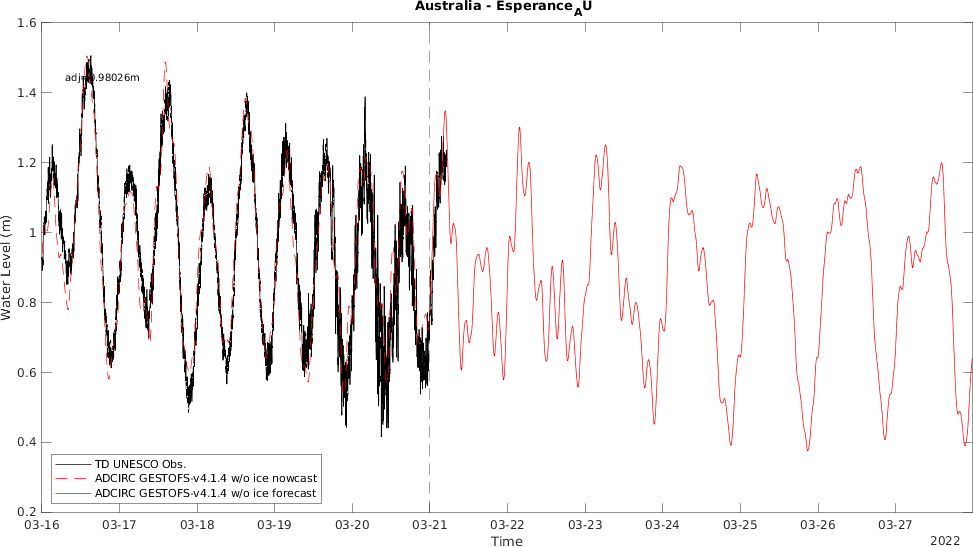 Australia - Esperance_AU
adj=0.98026m
Water Level (m)
1.6
1.4
1.2
1
0.8
0.6
0.4
0.2
TD UNESCO Obs.
ADCIRC GESTOFS-v4.1.4 w/o ice nowcast
ADCIRC GESTOFS-v4.1.4 w/o ice forecast
03-16 03-17 03-18 03-19 03-20 03-21 03-22 03-23 03-24 03-25 03-26 03-27
Time
2022